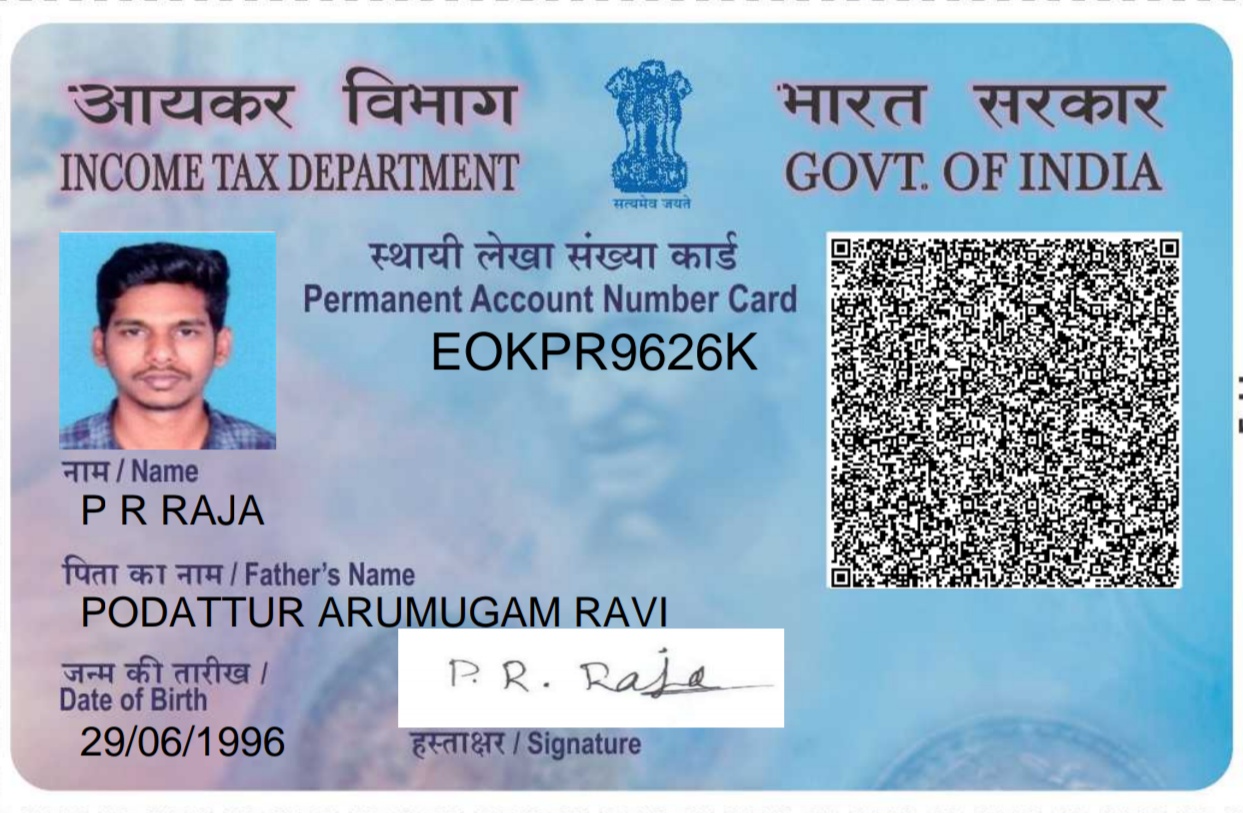 आयकर विभाग
INCOME TAX DEPARTMENT
सत्यमेव जयते
भारत सरकार
GOVT. OF INDIA
स्थायी लेखा संख्या कार्ड
Permanent Account Number Card
EOKPR9626K
नाम / Name
P R RAJA
पिता का नाम / Father's Name
PODATTUR ARUMUGAM RAVI
जन्म की तारीख /
Date of Birth
29/06/1996
P. R. Raja
हस्ताक्षर / Signature